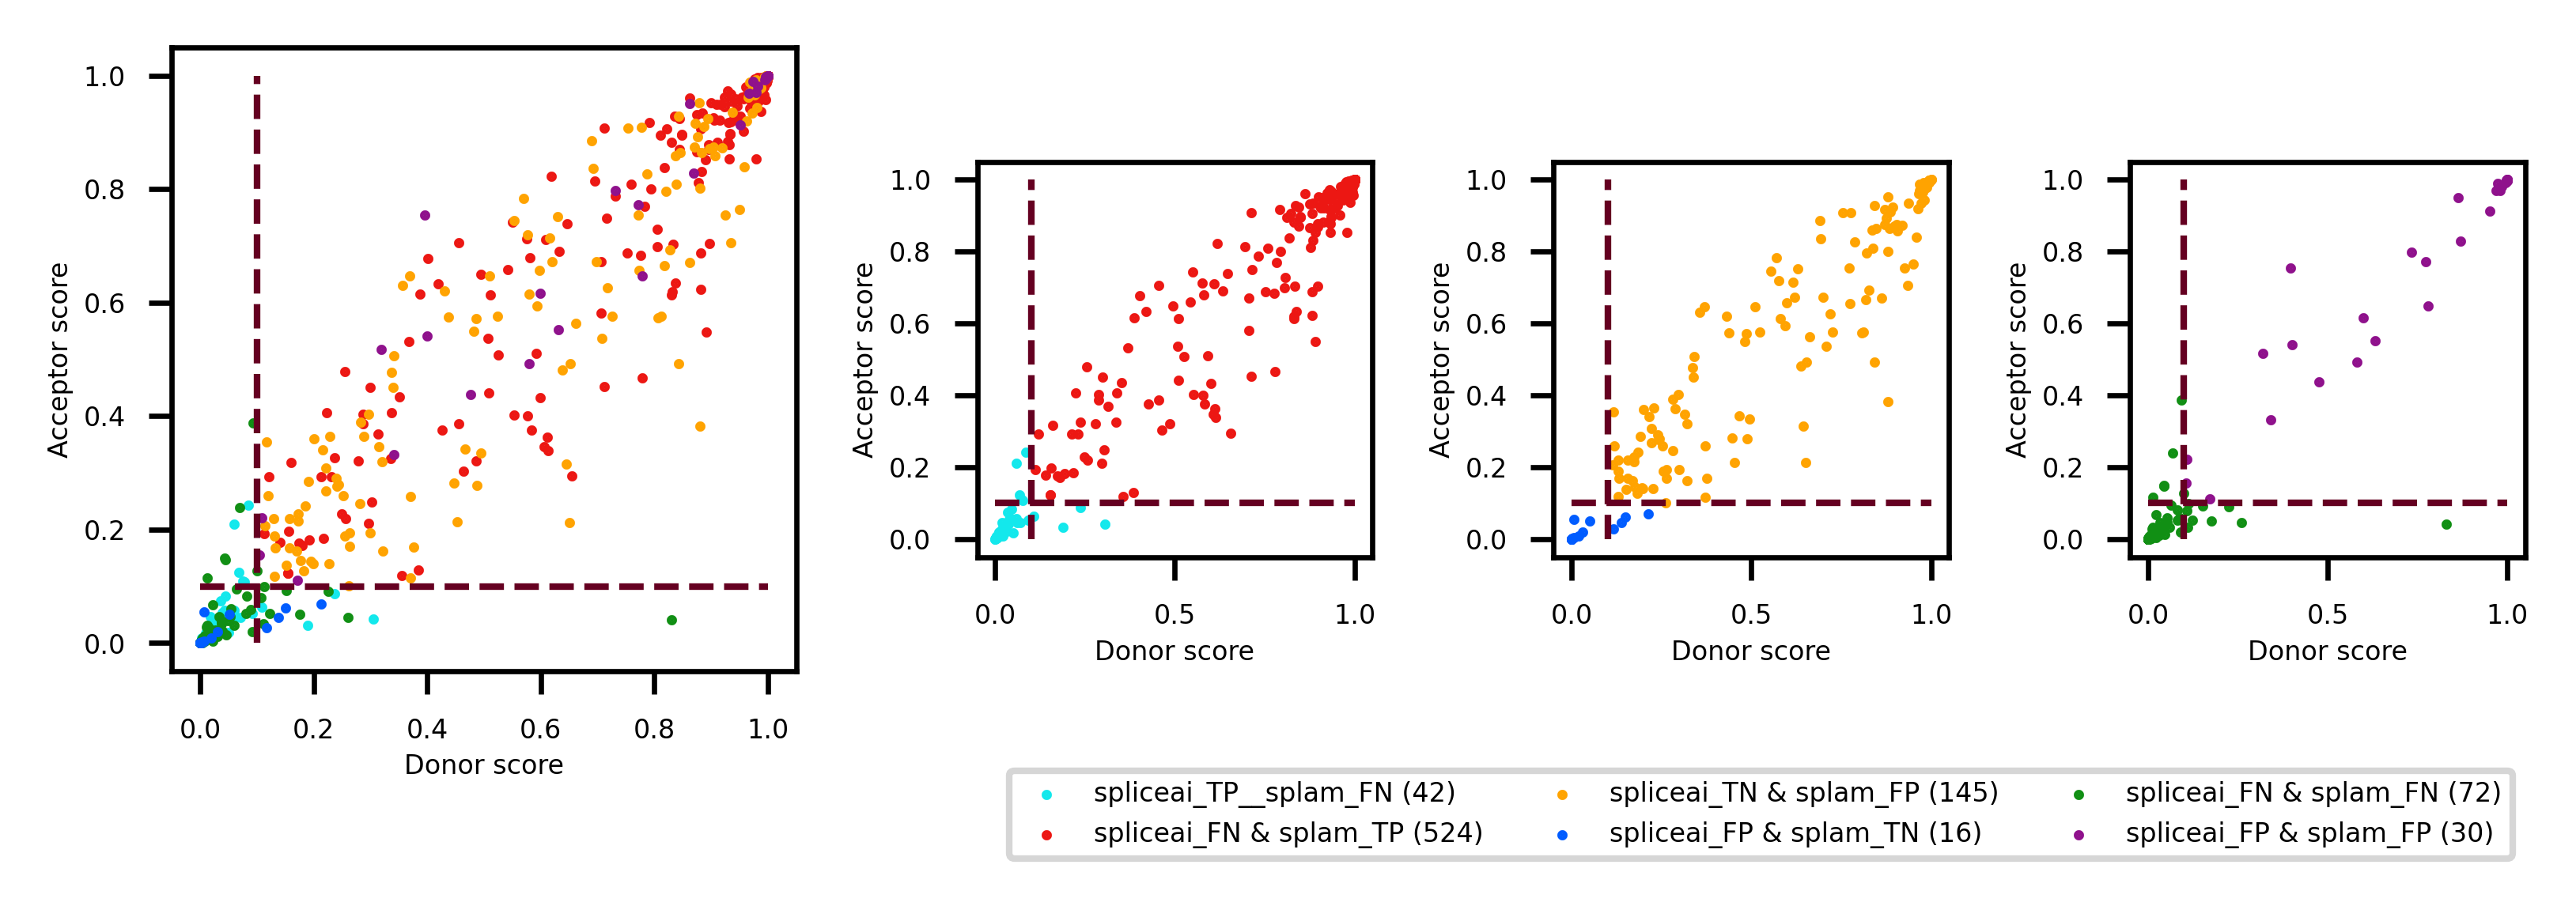 1.0
0.8
0.6
0.4
0.2
0.0
Acceptor score
0.0 0.2 0.4 0.6 0.8 1.0
Donor score
1.0
0.8
0.6
0.4
0.2
0.0
Acceptor score
0.0 0.5 1.0
Donor score
1.0
0.8
0.6
0.4
0.2
0.0
Acceptor score
0.0 0.5 1.0
Donor score
1.0
0.8
0.6
0.4
0.2
0.0
Acceptor score
0.0 0.5 1.0
Donor score
spliceai_TP__splam_FN (42)
spliceai_FN & splam_TP (524)
spliceai_TN & splam_FP (145)
spliceai_FP & splam_TN (16)
spliceai_FN & splam_FN (72)
spliceai_FP & splam_FP (30)